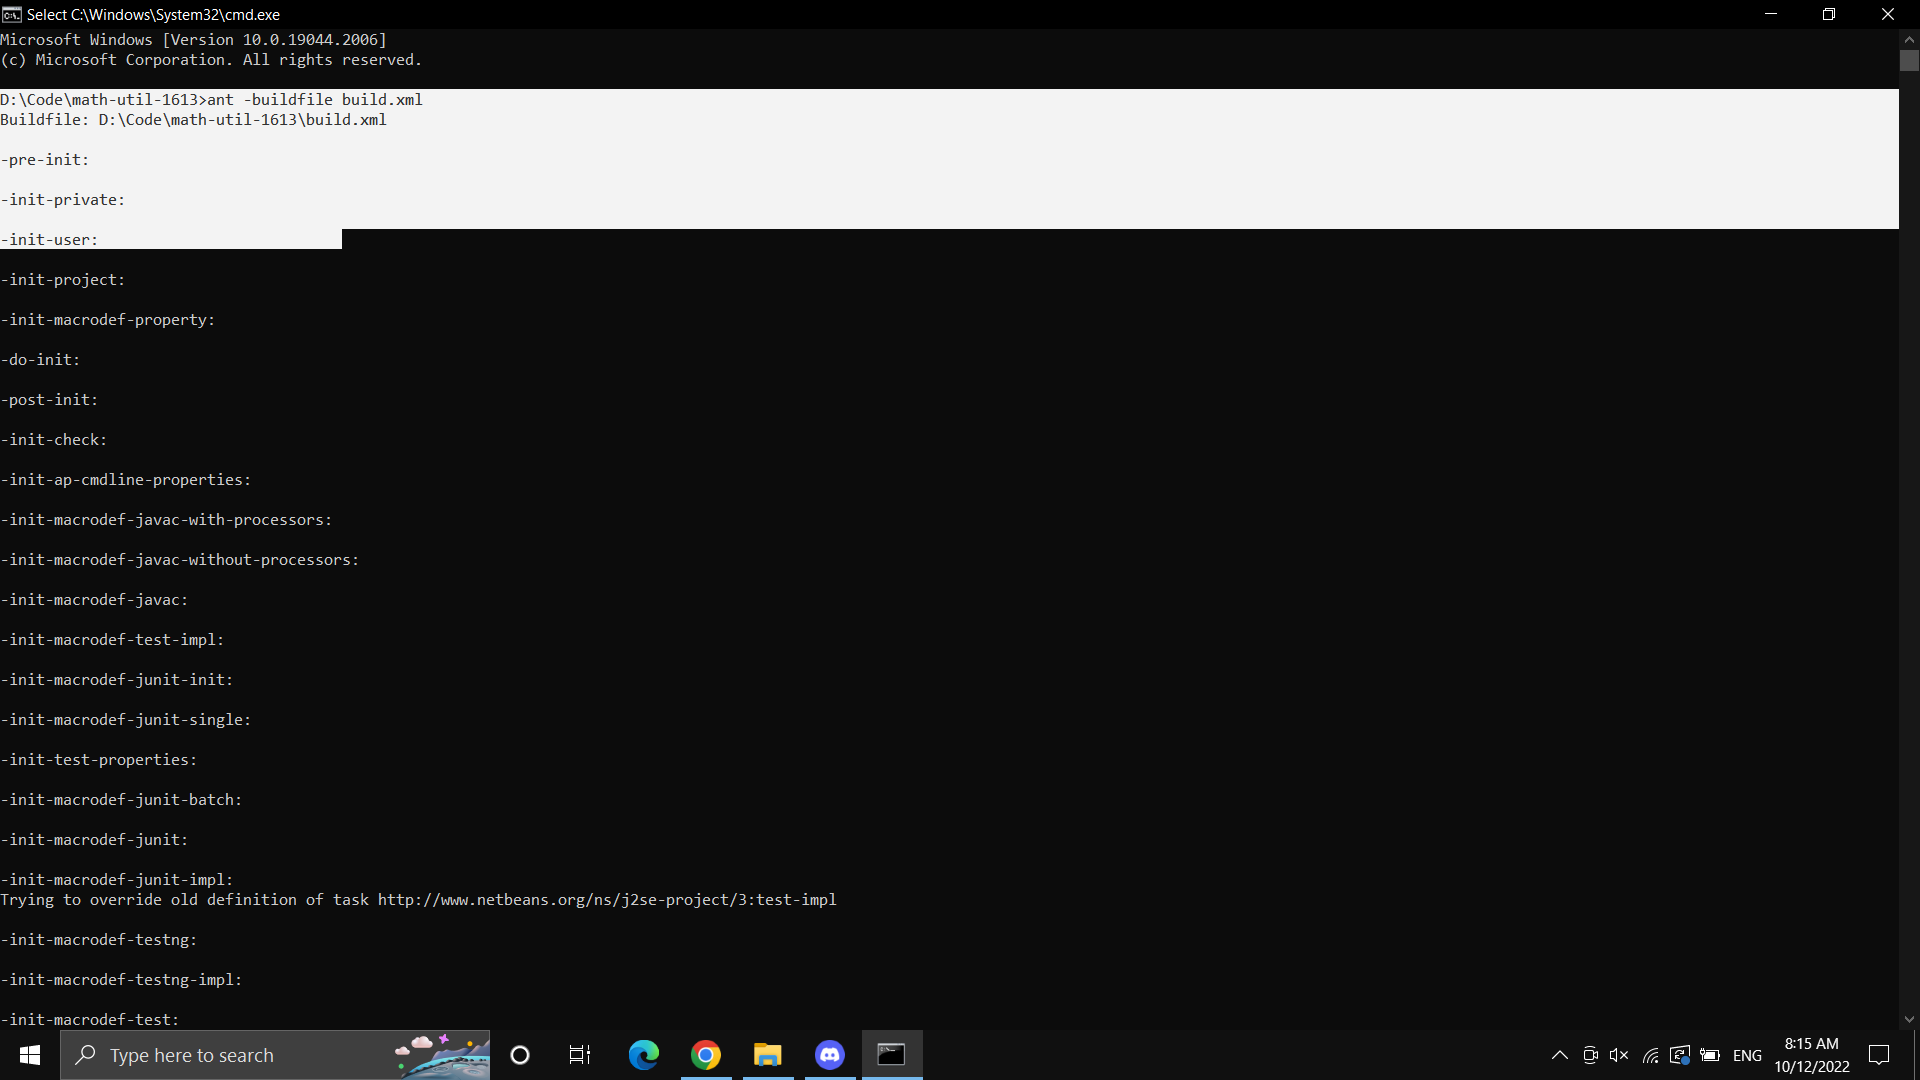 Select C:\Windows\System32\cmd.exe
Microsoft Windows [Version 10.0.19044.2006]
(c) Microsoft Corporation. All rights reserved.
D:\Code\math-util-1613>ant -buildfile build.xml
Buildfile: D:\Code\math-util-1613\build.xml
-pre-init:
-init-private:
-init-user:
-init-project:
-init-macrodef-property:
-do-init:
-post-init:
-init-check:
-init-ap-cmdline-properties:
-init-macrodef-javac-with-processors:
-init-macrodef-javac-without-processors:
-init-macrodef-javac:
-init-macrodef-test-impl:
-init-macrodef-junit-init:
-init-macrodef-junit-single:
-init-test-properties:
-init-macrodef-junit-batch:
-init-macrodef-junit:
-init-macrodef-junit-impl:
Trying to override old definition of task http://www.netbeans.org/ns/j2se-project/3:test-impl
-init-macrodef-testng:
-init-macrodef-testng-impl:
-init-macrodef-test:
Type here to search
ENG
8:15 AM
10/12/2022